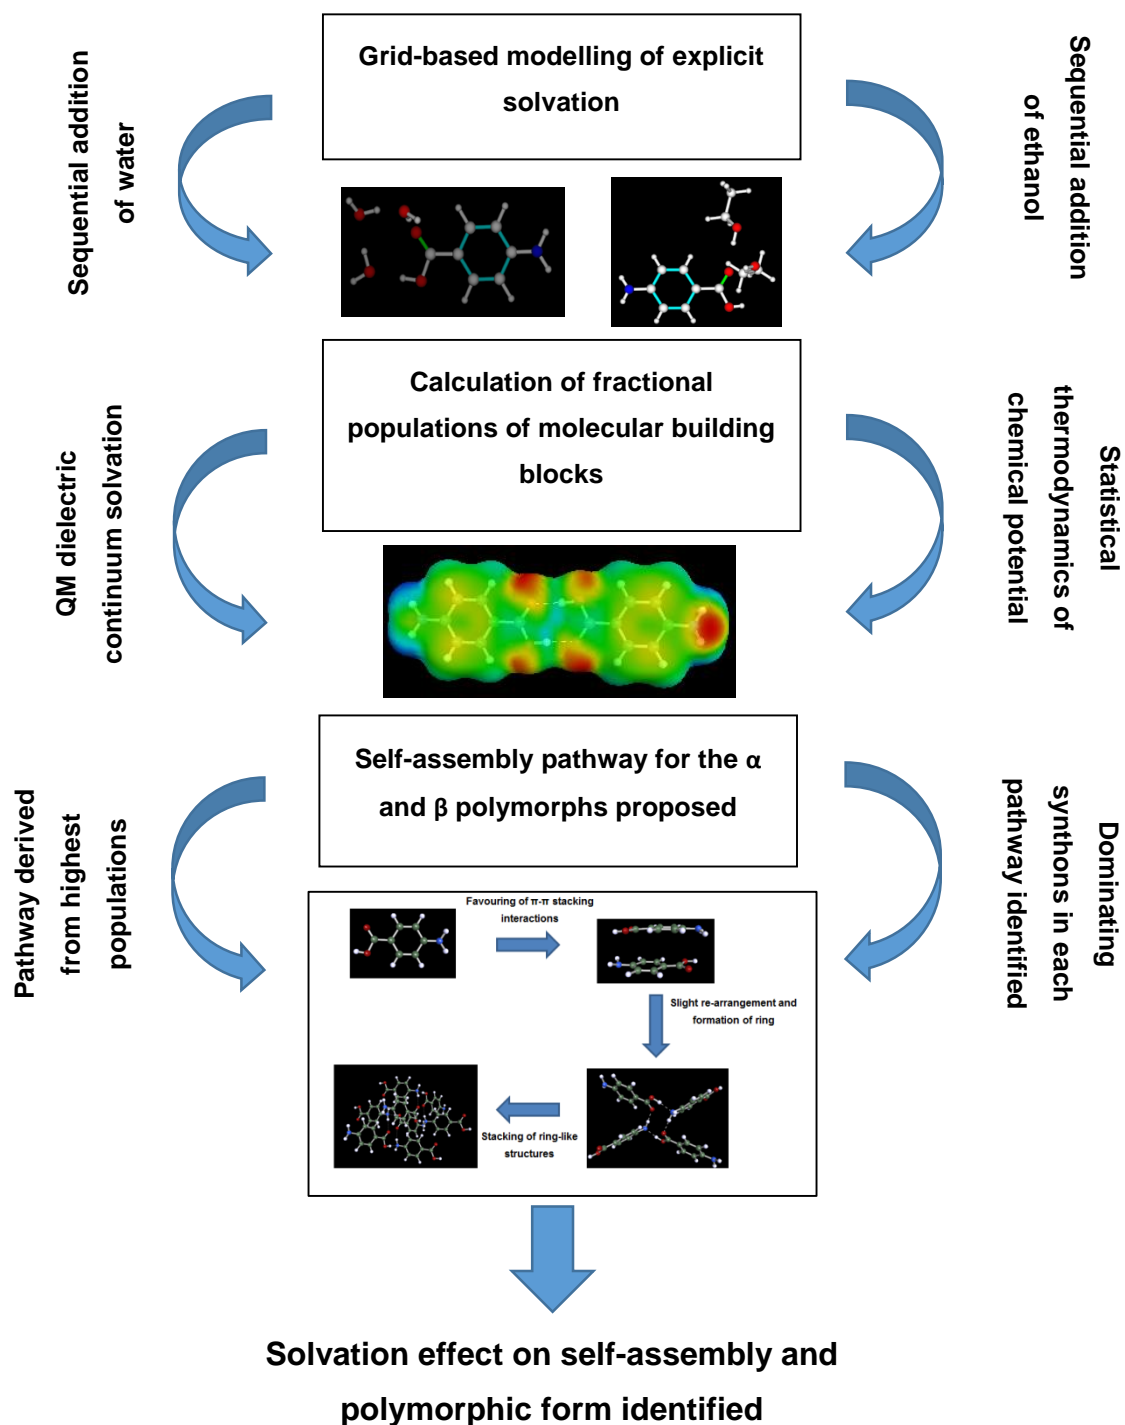 Grid-based modelling of explicit
solvation
Sequential addition
of water
Sequential addition
of ethanol
Calculation of fractional
populations of molecular building
blocks
QM dielectric
continuum solvation
Statistical
thermodynamics of
chemical potential
Self-assembly pathway for the α
and β polymorphs proposed
Pathway derived
from highest
populations
Dominating
synthons in each
pathway identified
Favouring of π-π stacking
interactions
Slight re-arrangement and
formation of ring
Stacking of ring-like
structures
Solvation effect on self-assembly and
polymorphic form identified